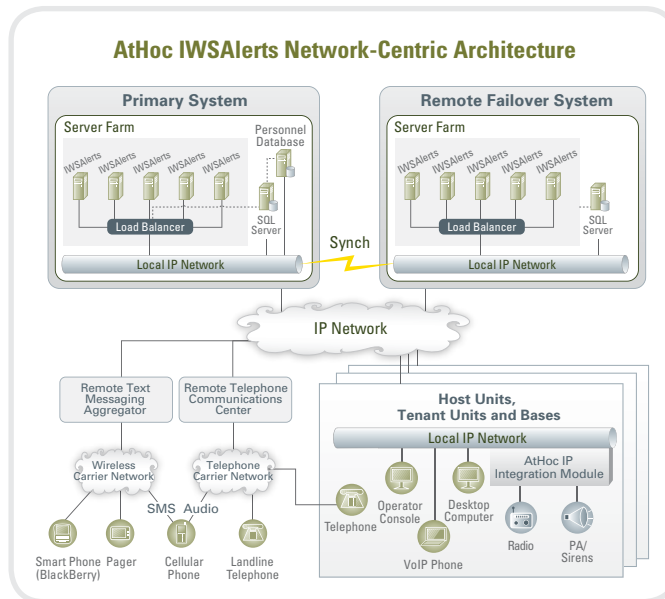 AtHoc IWSAlerts Network-Centric Architecture
Primary System
Server Farm
Personnel
Database
IWSAlerts
IWSAlerts
IWSAlerts
IWSAlerts
IWSAlerts
SQL
Server
Load Balancer
Local IP Network
Synch
Remote Failover System
Server Farm
IWSAlerts
IWSAlerts
IWSAlerts
IWSAlerts
IWSAlerts
SQL
Server
Load Balancer
Local IP Network
IP Network
Remote Text
Messaging
Aggregator
Remote Telephone
Communications
Center
Wireless
Carrier Network
Telephone
Carrier Network
SMS
Audio
Smart Phone
(BlackBerry)
Pager
Cellular
Phone
Landline
Telephone
Host Units,
Tenant Units and Bases
Local IP Network
AtHoc IP
Integration Module
Telephone
Operator
Console
VoIP Phone
Desktop
Computer
Radio
PA/
Sirens